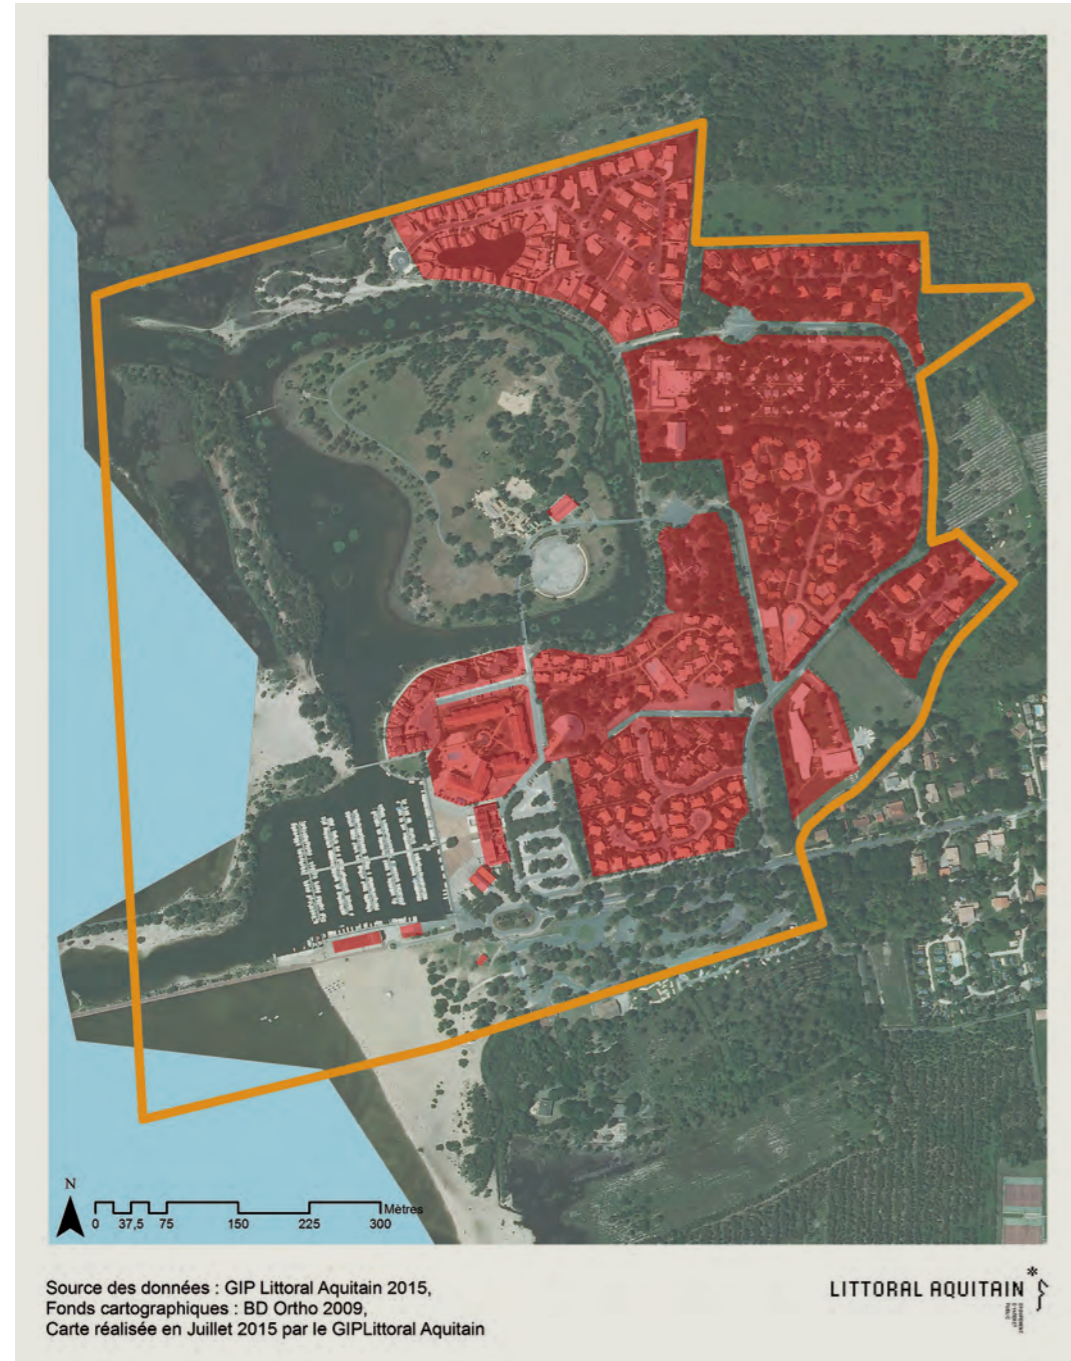 N
Mètres
0 37,5 75 150 225 300
Source des données : GIP Littoral Aquitain 2015,
Fonds cartographiques : BD Ortho 2009,
Carte réalisée en Juillet 2015 par le GIPLittoral Aquitain
LITTORAL AQUITAIN